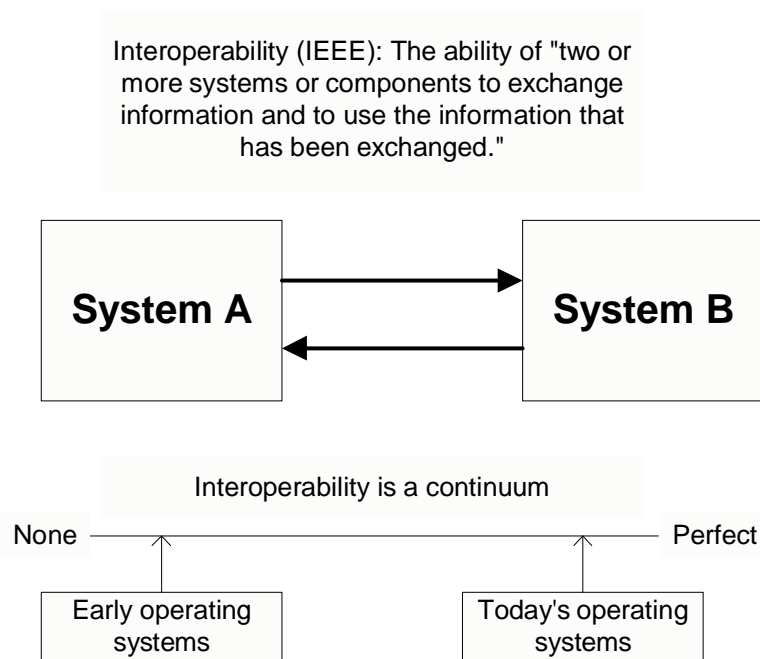 Interoperability (IEEE): The ability of "two or
more systems or components to exchange
information and to use the information that
has been exchanged."
System A
System B
Interoperability is a continuum
None
Perfect
Early operating
systems
Today's operating
systems